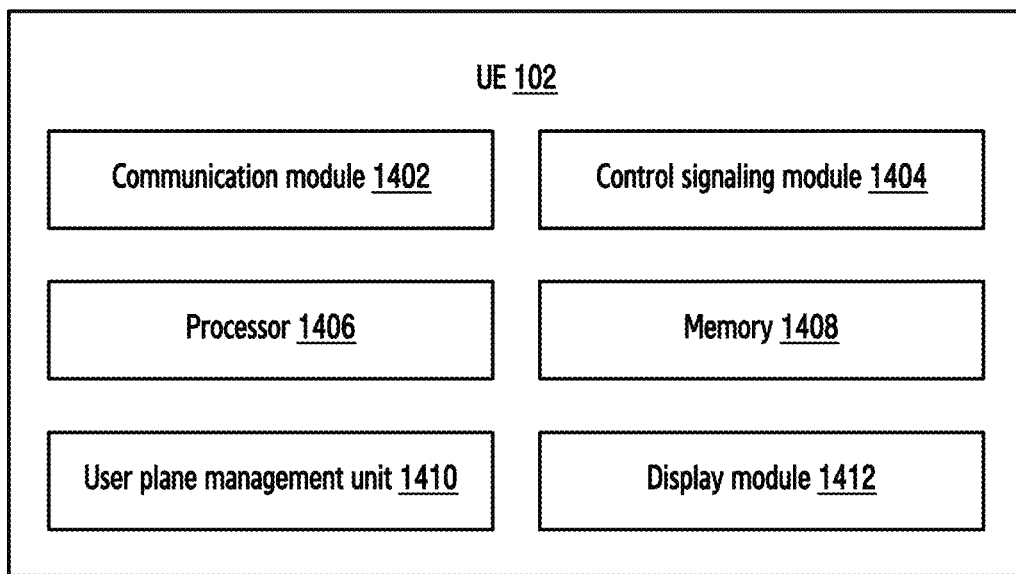 UE 102
Communication module 1402
Control signaling module 1404
Processor 1406
Memory 1408
User plane management unit 1410
Display module 1412